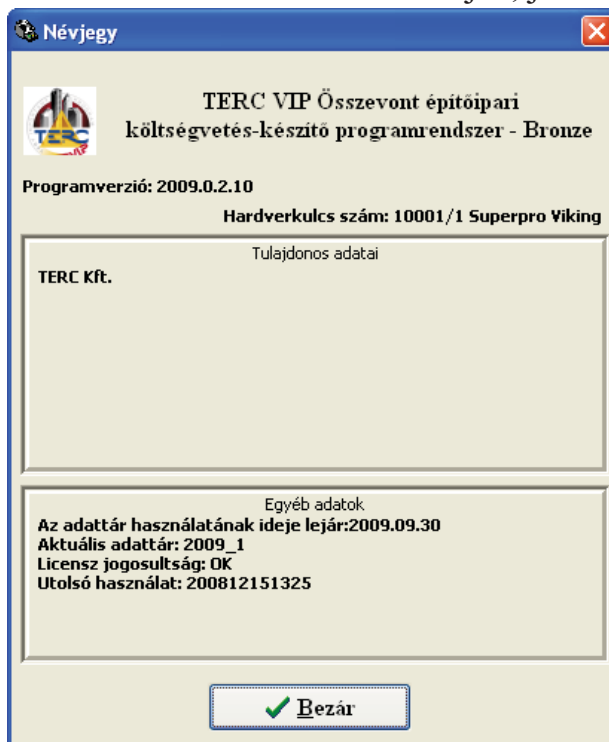 Névjegy
TERC VIP Összevont építőipari
költségvetés-készítő programrendszer - Bronze
TERC
VIP
Programverzió: 2009.0.2.10
Hardverkulcs szám: 10001/1 Superpro Viking
Tulajdonos adatai
TERC Kft.
Egyéb adatok
Az adattár használatának ideje lejár:2009.09.30
Aktuális adattár: 2009_1
Licensz jogosultság: OK
Utolsó használat: 200812151325
Bezár